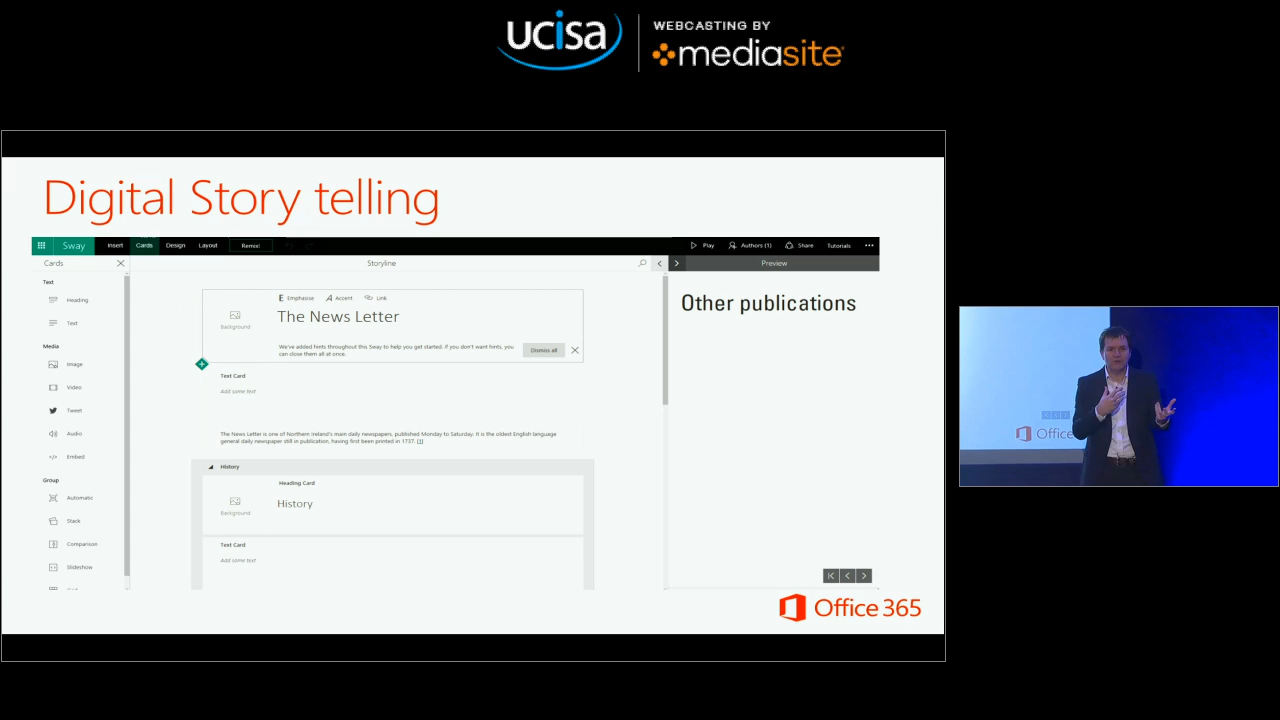 ucisa
WEBCASTING BY
mediasite
Digital Story telling
Sway Insert Cards Design Layout Remix! Play Authors (1) Share Tutorials
Cards
Storyline
Preview
Text
Heading
Text
Media
Image
Video
Tweet
Audio
Embed
Group
Automatic
Stack
Comparison
Slideshow
E Emphasise A Accent Link
Background
The News Letter
We've added hints throughout this Sway to help you get started. If you don't want hints, you
can close them all at once.
Dismiss all
Text Card
Add some text
The News Letter is one of Northern Ireland's main daily newspapers, published Monday to Saturday. It is the oldest English language
general daily newspaper still in publication, having first been printed in 1737. [1]
History
Heading Card
Background
History
Text Card
Add some text
Other publications
Office 365
Office